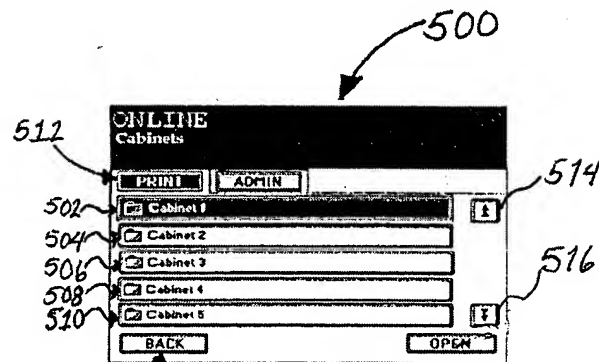 500
ONLINE
Cabinets
512
PRINT ADMIN
514
502 Cabinet 1
504 Cabinet 2
506 Cabinet 3
508 Cabinet 4
516
510 Cabinet 5
BACK OPEN